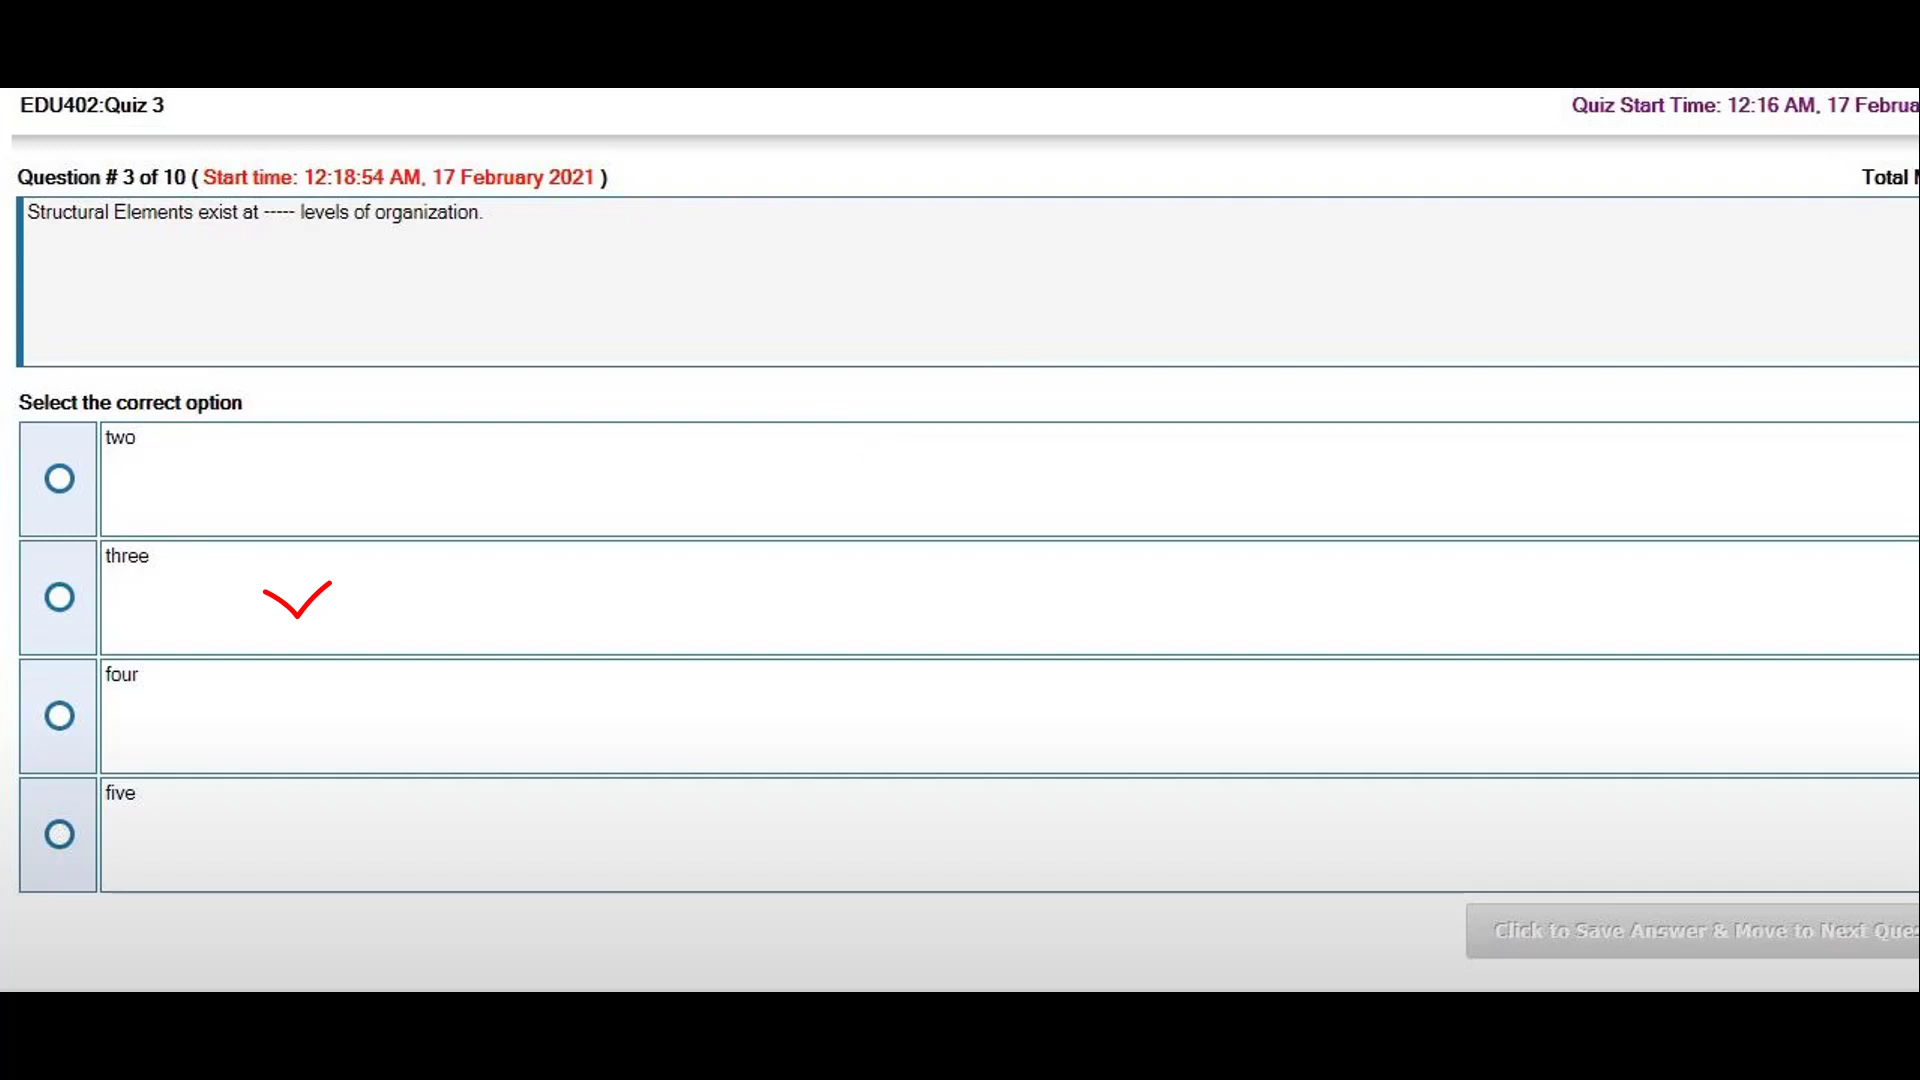 EDU402:Quiz 3
Quiz Start Time: 12:16 AM, 17 Februa
Question # 3 of 10 ( Start time: 12:18:54 AM, 17 February 2021 )
Total
Structural Elements exist at ----- levels of organization.
Select the correct option
two
three
four
five
Click to Save Answer & Move to Next Ques